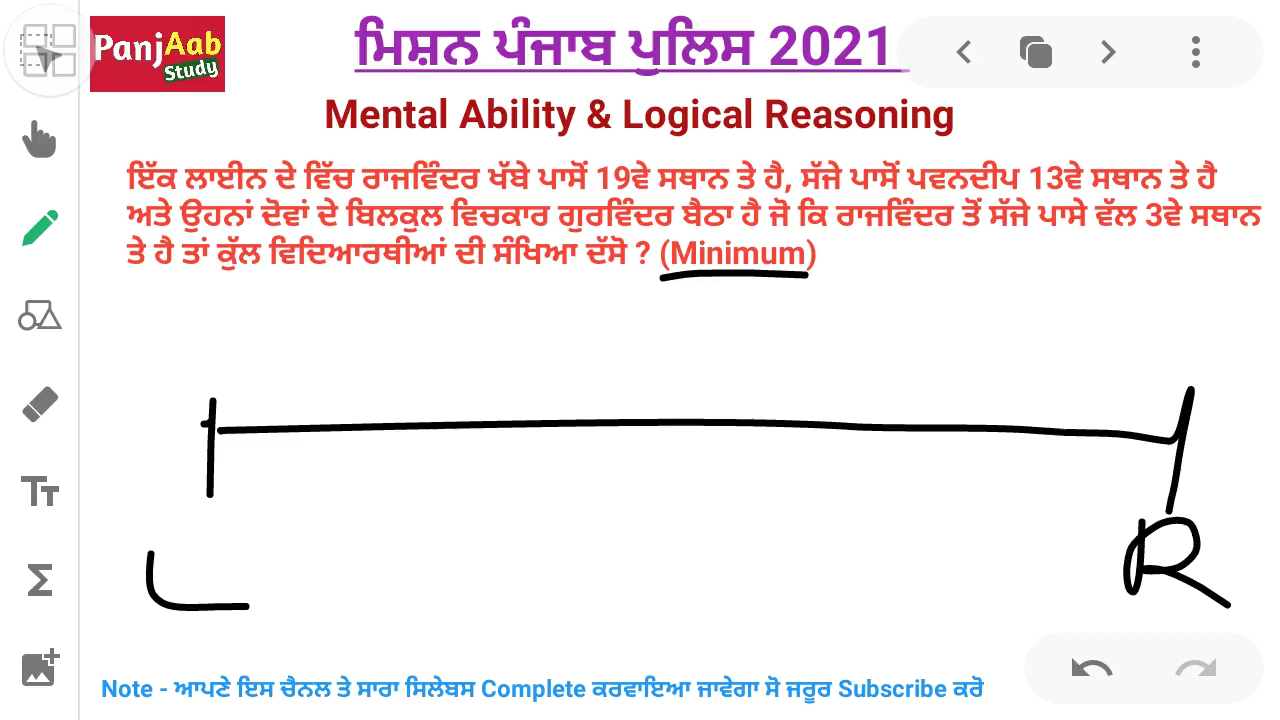 PanjAab
Study
ਮਿਸ਼ਨ ਪੰਜਾਬ ਪੁਲਿਸ 2021
Mental Ability & Logical Reasoning
ਇੱਕ ਲਾਈਨ ਦੇ ਵਿੱਚ ਰਾਜਵਿੰਦਰ ਖੱਬੇ ਪਾਸੋਂ 19ਵੇ ਸਥਾਨ ਤੇ ਹੈ, ਸੱਜੇ ਪਾਸੋਂ ਪਵਨਦੀਪ 13ਵੇ ਸਥਾਨ ਤੇ ਹੈ
ਅਤੇ ਉਹਨਾਂ ਦੋਵਾਂ ਦੇ ਬਿਲਕੁਲ ਵਿਚਕਾਰ ਗੁਰਵਿੰਦਰ ਬੈਠਾ ਹੈ ਜੋ ਕਿ ਰਾਜਵਿੰਦਰ ਤੋਂ ਸੱਜੇ ਪਾਸੇ ਵੱਲ 3ਵੇ ਸਥਾਨ
ਤੇ ਹੈ ਤਾਂ ਕੁੱਲ ਵਿਦਿਆਰਥੀਆਂ ਦੀ ਸੰਖਿਆ ਦੱਸੋ ? (Minimum)
L
R
Note - ਆਪਣੇ ਇਸ ਚੈਨਲ ਤੇ ਸਾਰਾ ਸਿਲੇਬਸ Complete ਕਰਵਾਇਆ ਜਾਵੇਗਾ ਸੋ ਜਰੂਰ Subscribe ਕਰੋ